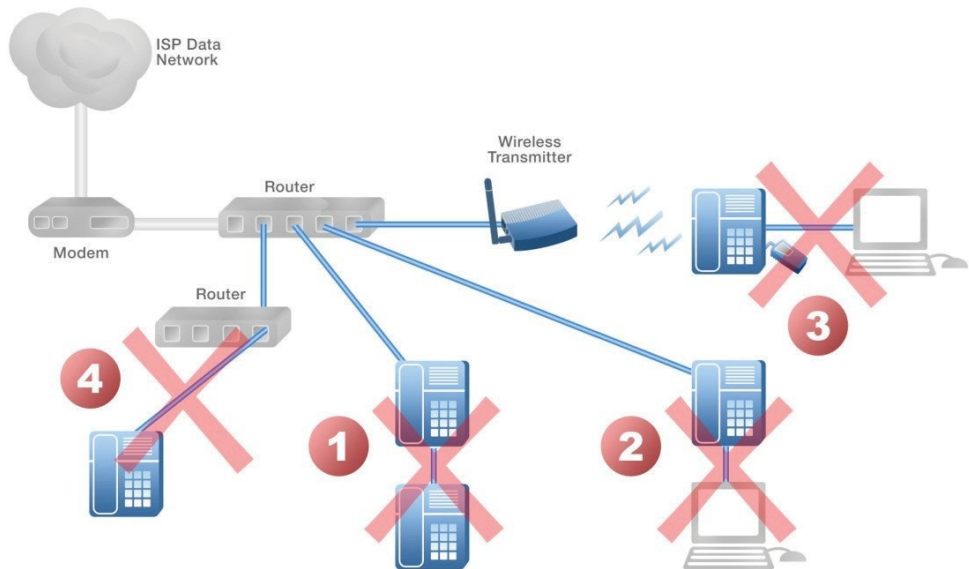 ISP Data
Network
Wireless
Transmitter
Router
Modem
Router
3
4
1
2